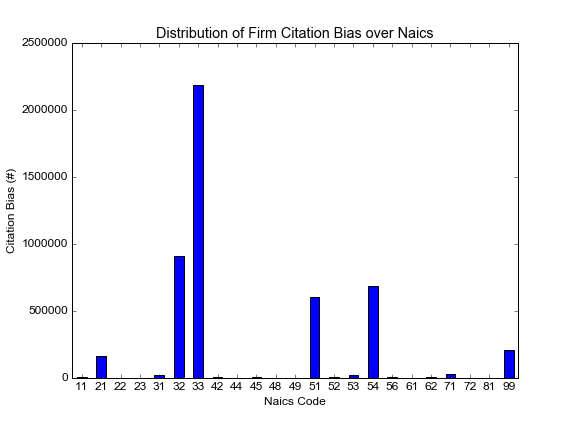 Distribution of Firm Citation Bias over Naics
2500000
2000000
1500000
1000000
500000
0
Citation Bias (#)
11 21 22 23 31 32 33 42 44 45 48 49 51 52 53 54 56 61 62 71 72 81 99
Naics Code